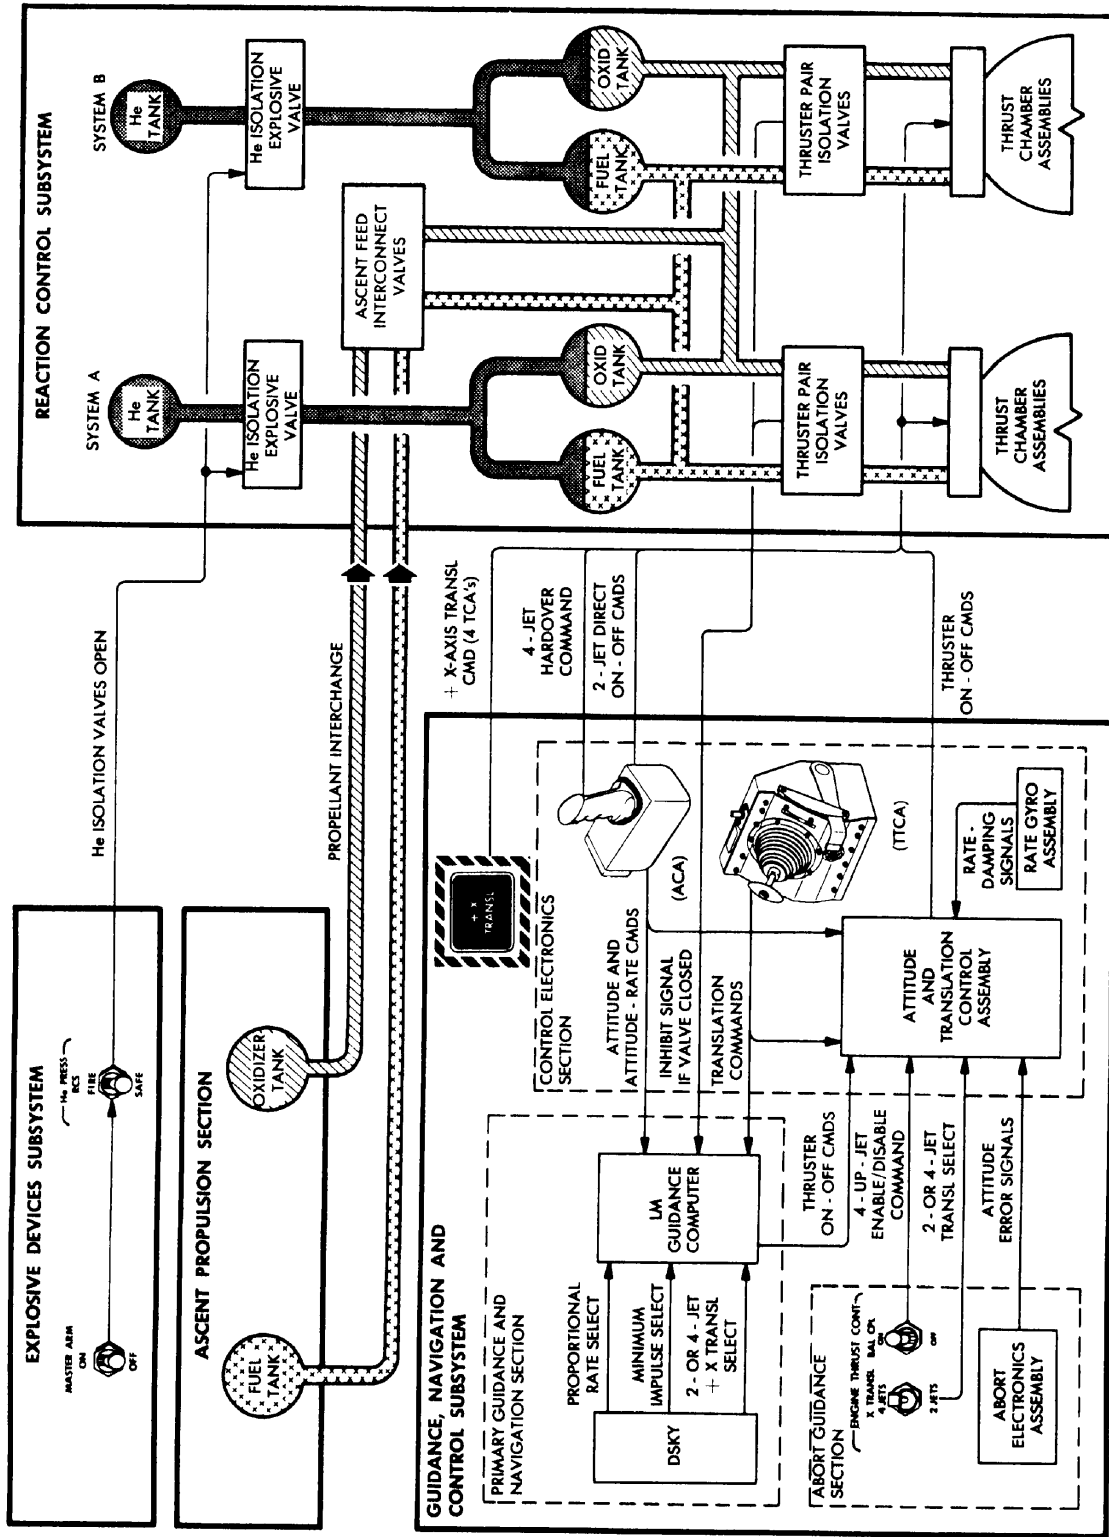 EXPLOSIVE DEVICES SUBSYSTEM
MASTER ARM
ON
OFF
He PRESS
RCS
FIRE
SAFE
He ISOLATION VALVES OPEN
ASCENT PROPULSION SECTION
FUEL
TANK
OXIDIZER
TANK
PROPELLANT INTERCHANGE
REACTION CONTROL SUBSYSTEM
SYSTEM A
He
TANK
He ISOLATION
EXPLOSIVE
VALVE
SYSTEM B
He
TANK
He ISOLATION
EXPLOSIVE
VALVE
ASCENT FEED
INTERCONNECT
VALVES
FUEL
TANK
OXID
TANK
FUEL
TANK
OXID
TANK
THRUSTER PAIR
ISOLATION
VALVES
THRUSTER PAIR
ISOLATION
VALVES
THRUST
CHAMBER
ASSEMBLIES
THRUST
CHAMBER
ASSEMBLIES
GUIDANCE, NAVIGATION AND
CONTROL SUBSYSTEM
PRIMARY GUIDANCE AND
NAVIGATION SECTION
DSKY
PROPORTIONAL
RATE SELECT
MINIMUM
IMPULSE SELECT
2 - OR 4 - JET
+ X TRANSL
SELECT
LM
GUIDANCE
COMPUTER
CONTROL ELECTRONICS
SECTION
ATTITUDE AND
ATTITUDE - RATE CMDS
INHIBIT SIGNAL
IF VALVE CLOSED
TRANSLATION
COMMANDS
+ X
TRANSL
(ACA)
(TTCA)
+ X-AXIS TRANSL
CMD (4 TCA's)
4 - JET
HARDOVER
COMMAND
2 - JET DIRECT
ON - OFF CMDS
THRUSTER
ON - OFF CMDS
THRUSTER
ON - OFF CMDS
4 - UP - JET
ENABLE/DISABLE
COMMAND
2 - OR 4 - JET
TRANSL SELECT
ATTITUDE
ERROR SIGNALS
ATTITUDE
AND
TRANSLATION
CONTROL
ASSEMBLY
RATE -
DAMPING
SIGNALS
RATE GYRO
ASSEMBLY
ABORT GUIDANCE
SECTION
ENGINE THRUST CONT
X TRANSL
4 JETS
2 JETS
BAL CPL
ON
OFF
ABORT
ELECTRONICS
ASSEMBLY